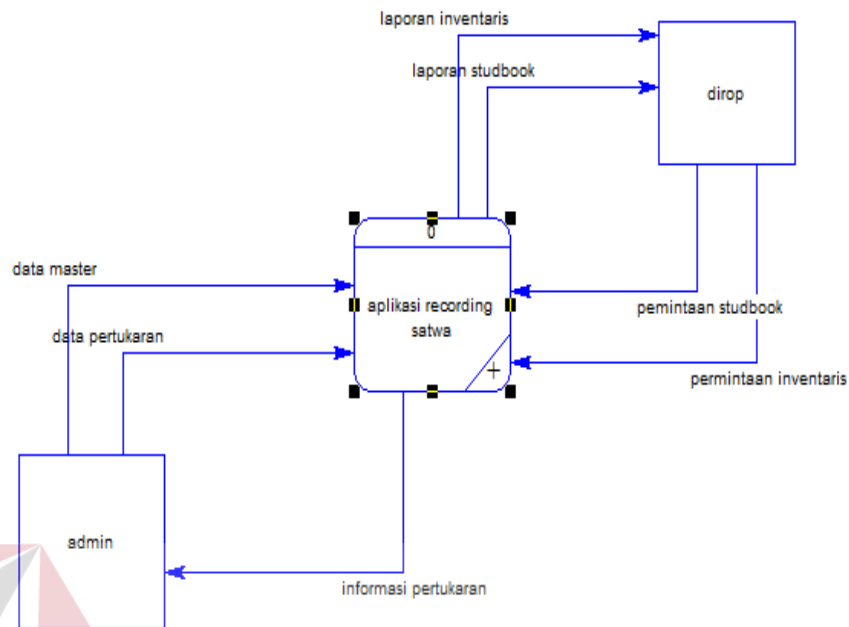 laporan inventaris
laporan studbook
dirop
0
data master
aplikasi recording
satwa
pemintaan studbook
data pertukaran
+
permintaan inventaris
admin
informasi pertukaran